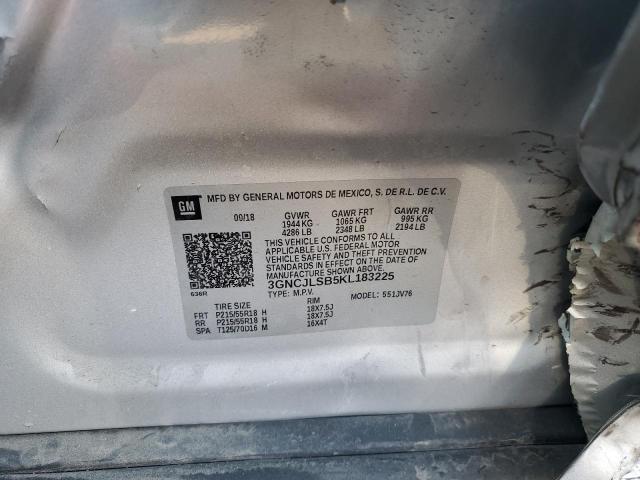 GM
MFD BY GENERAL MOTORS DE MEXICO, S. DE R.L. DE C.V.
09/18 GVWR GAWR FRT GAWR RR
1944 KG 1065 KG 995 KG
4286 LB 2348 LB 2194 LB
THIS VEHICLE CONFORMS TO ALL
APPLICABLE U.S. FEDERAL MOTOR
VEHICLE SAFETY AND THEFT PREVENTION
STANDARDS IN EFFECT ON THE DATE OF
MANUFACTURE SHOWN ABOVE.
3GNCJLSB5KL183225
636R
TYPE: M.P.V. MODEL: 551JV76
TIRE SIZE RIM
FRT P215/55R18 H 18X7.5J
RR P215/55R18 H 18X7.5J
SPA T125/70D16 M 16X4T